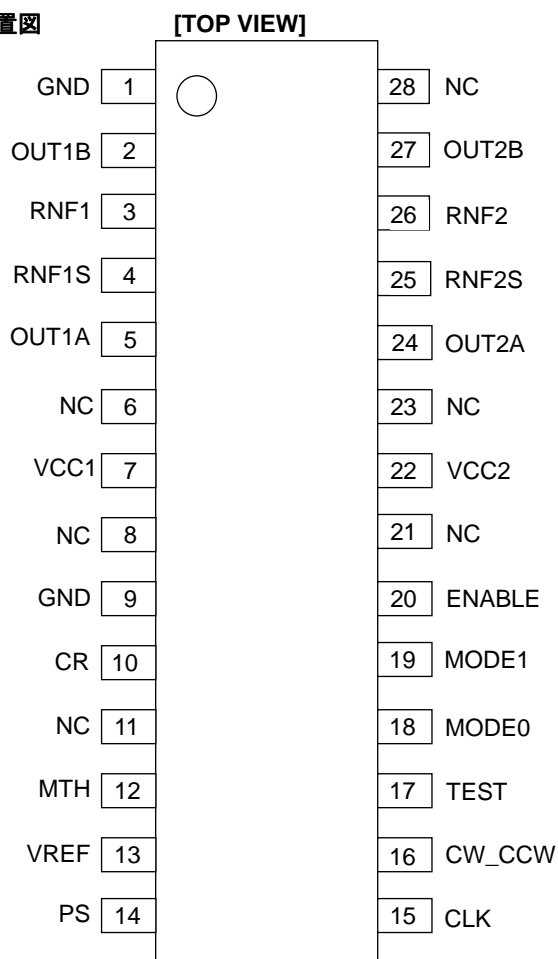 置図 [TOP VIEW]
GND 1 28 NC
OUT1B 2 27 OUT2B
RNF1 3 26 RNF2
RNF1S 4 25 RNF2S
OUT1A 5 24 OUT2A
NC 6 23 NC
VCC1 7 22 VCC2
NC 8 21 NC
GND 9 20 ENABLE
CR 10 19 MODE1
NC 11 18 MODE0
MTH 12 17 TEST
VREF 13 16 CW_CCW
PS 14 15 CLK